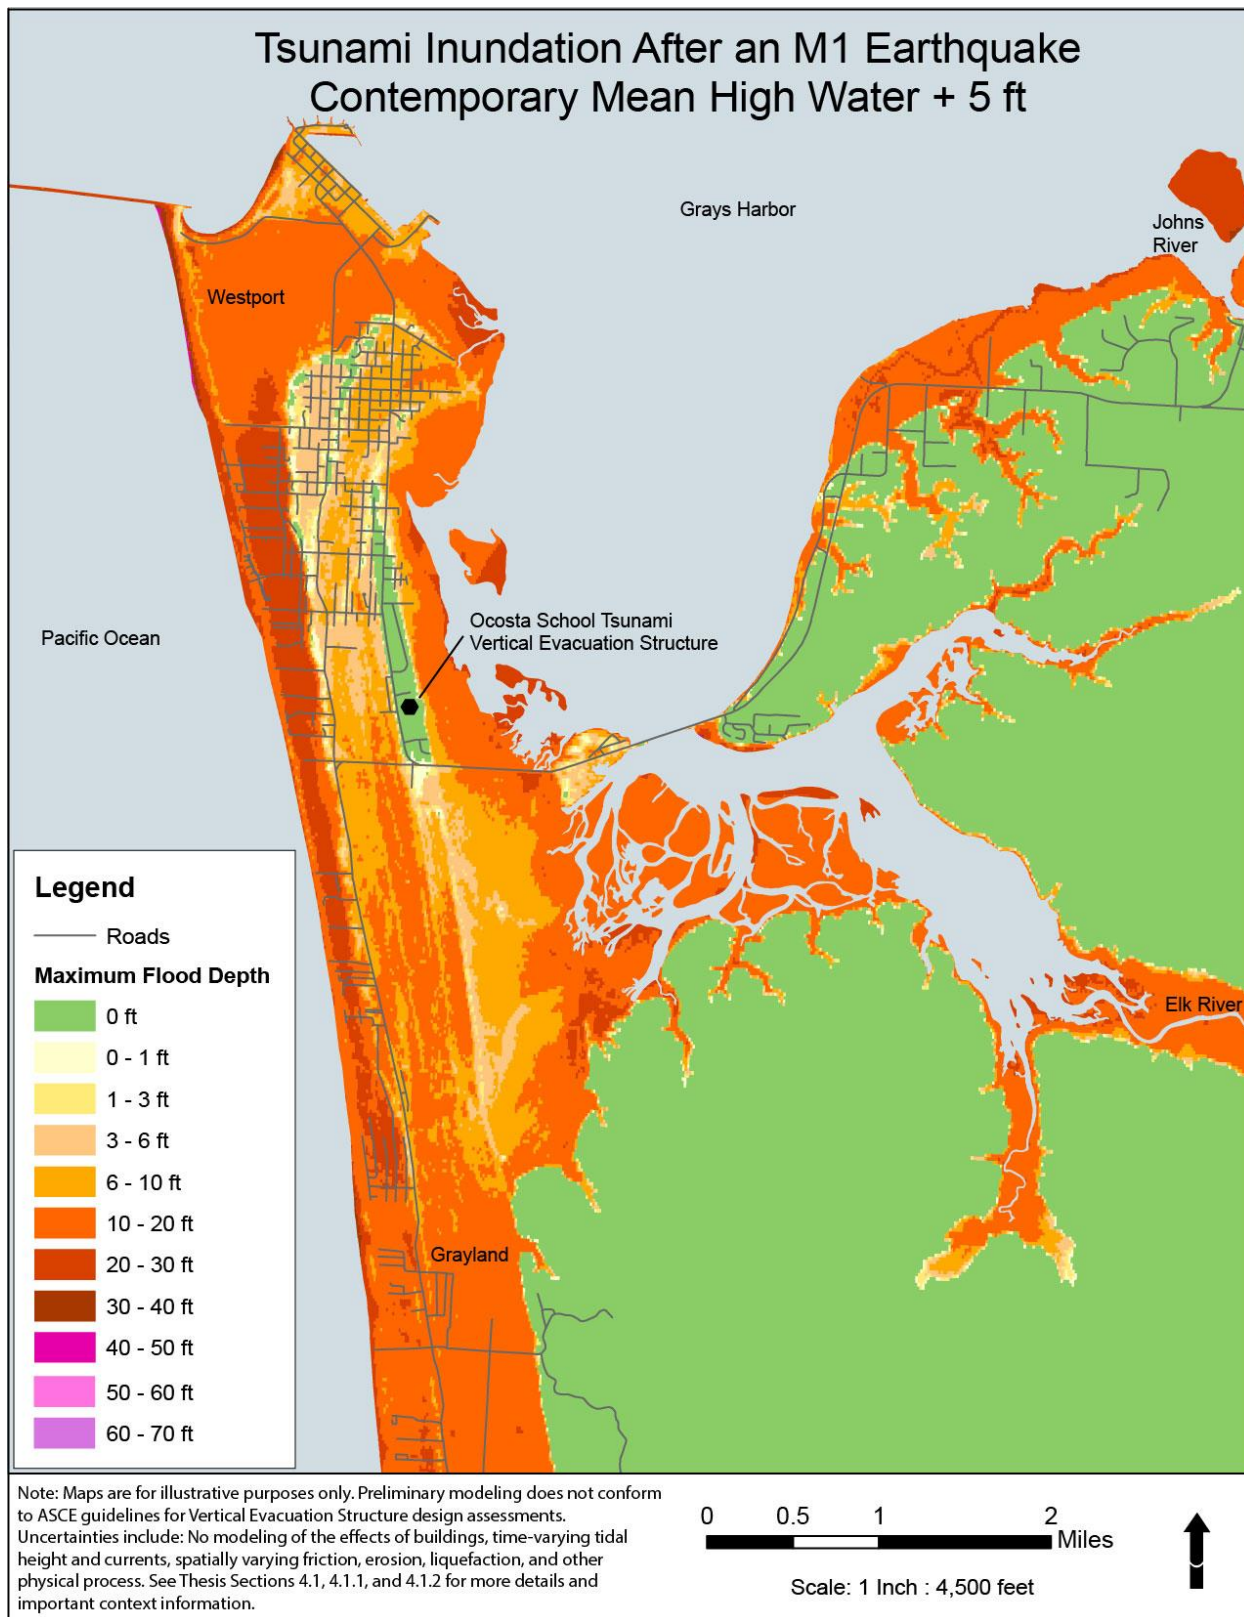 Tsunami Inundation After an M1 Earthquake
Contemporary Mean High Water + 5 ft
Grays Harbor
Johns
River
Westport
Pacific Ocean
Ocosta School Tsunami
Vertical Evacuation Structure
Elk River
Grayland
Legend
Roads
Maximum Flood Depth
0 ft
0 - 1 ft
1 - 3 ft
3 - 6 ft
6 - 10 ft
10 - 20 ft
20 - 30 ft
30 - 40 ft
40 - 50 ft
50 - 60 ft
60 - 70 ft
Note: Maps are for illustrative purposes only. Preliminary modeling does not conform
to ASCE guidelines for Vertical Evacuation Structure design assessments.
Uncertainties include: No modeling of the effects of buildings, time-varying tidal
height and currents, spatially varying friction, erosion, liquefaction, and other
physical process. See Thesis Sections 4.1, 4.1.1, and 4.1.2 for more details and
important context information.
0 0.5 1 2
Miles
Scale: 1 Inch : 4,500 feet